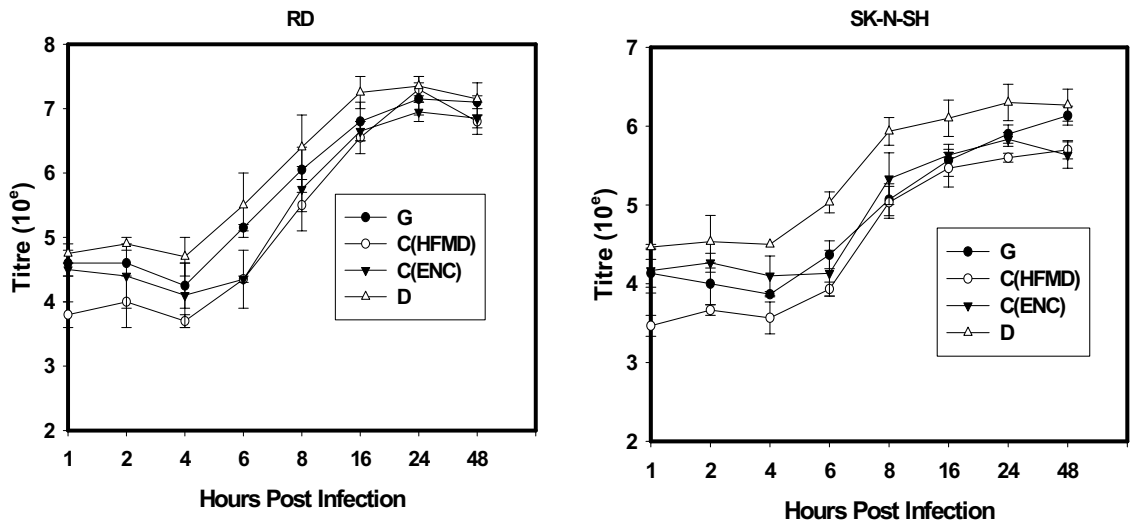 RD
8
7
6
5
4
3
2
Titre (10ᵉ)
G
C(HFMD)
C(ENC)
D
1 2 4 6 8 16 24 48
Hours Post Infection
SK-N-SH
7
6
5
4
3
2
Titre (10ᵉ)
G
C(HFMD)
C(ENC)
D
1 2 4 6 8 16 24 48
Hours Post Infection